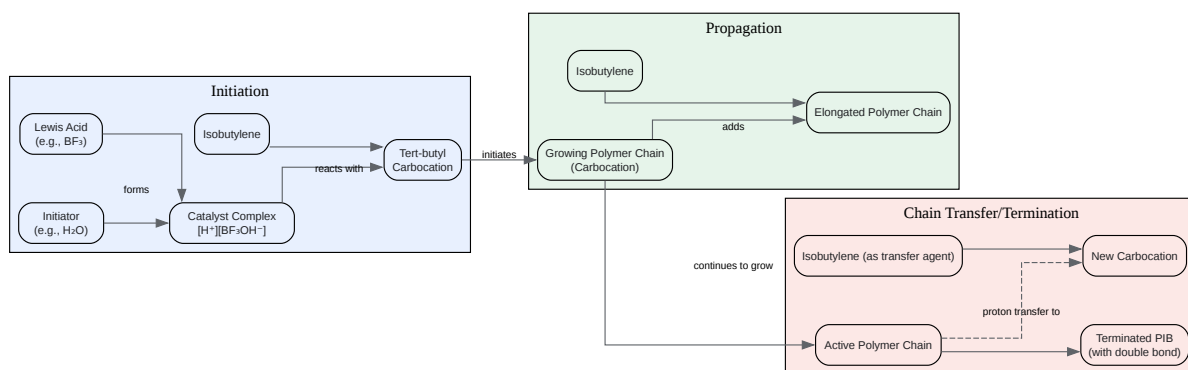 Initiation
Lewis Acid
(e.g., BF₃)
Isobutylene
Tert-butyl
Carbocation
reacts with
forms
Initiator
(e.g., H₂O)
Catalyst Complex
[H⁺][BF₃OH⁻]
initiates
Propagation
Isobutylene
Elongated Polymer Chain
adds
Growing Polymer Chain
(Carbocation)
continues to grow
Chain Transfer/Termination
Isobutylene (as transfer agent)
New Carbocation
proton transfer to
Active Polymer Chain
Terminated PIB
(with double bond)